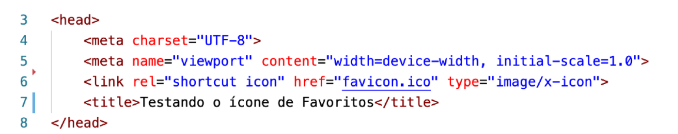 3 <head>
4     <meta charset="UTF-8">
5     <meta name="viewport" content="width=device-width, initial-scale=1.0">
6     <link rel="shortcut icon" href="favicon.ico" type="image/x-icon">
7     <title>Testando o ícone de Favoritos</title>
8 </head>